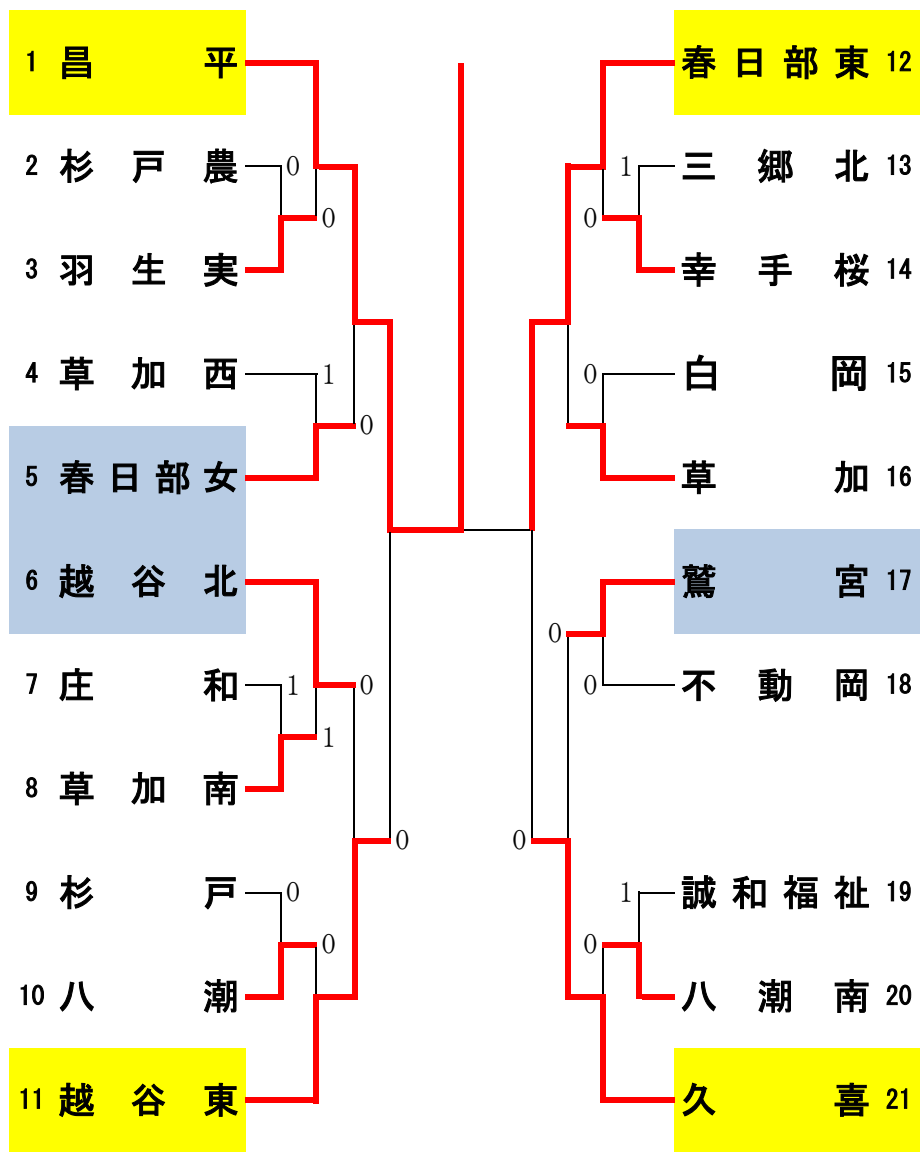 1 昌平
2 杉戸農 0
0
3 羽生実
4 草加西 1
0
5 春日部女
6 越谷北
7 庄和 1 0
1
8 草加南
0
9 杉戸 0
0
10 八潮
11 越谷東
春日部東 12
1 三郷北 13
0
幸手桜 14
0 白岡 15
草加 16
鷲宮 17
0
0 不動岡 18
0
1 誠和福祉 19
0
八潮南 20
久喜 21